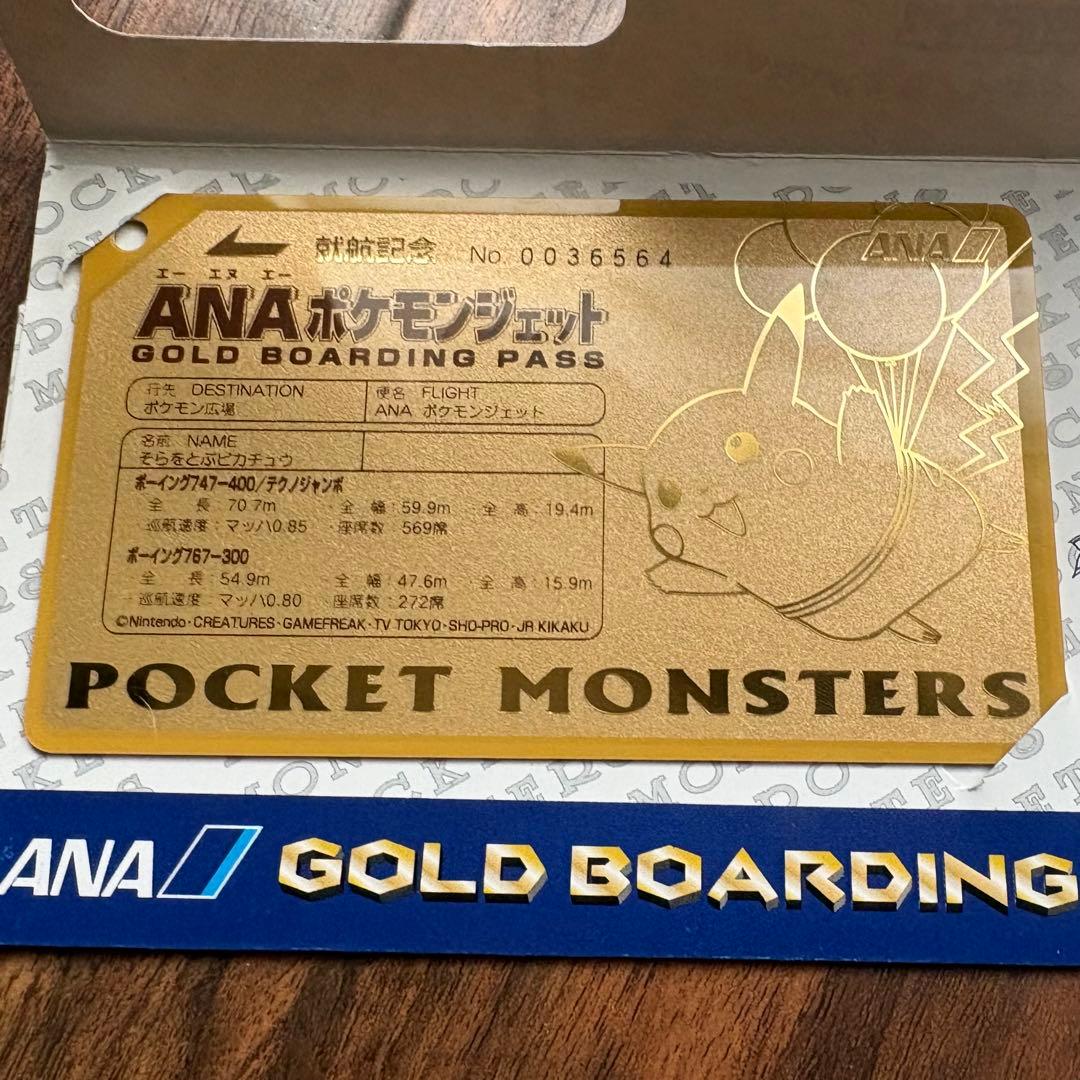 就航記念 No. 0036564
ANA
エー エヌ エー
ANAポケモンジェット
GOLD BOARDING PASS
行先 DESTINATION
ポケモン広場
便名 FLIGHT
ANA ポケモンジェット
名前 NAME
そらをとぶピカチュウ
ボーイング747-400/テクノジャンボ
全長:70.7m 全幅:59.9m 全高:19.4m
巡航速度:マッハ0.85 座席数:569席
ボーイング767-300
全長:54.9m 全幅:47.6m 全高:15.9m
巡航速度:マッハ0.80 座席数:272席
©Nintendo・CREATURES・GAMEFREAK・TV TOKYO・SHO-PRO・JR KIKAKU
POCKET MONSTERS
ANA GOLD BOARDING